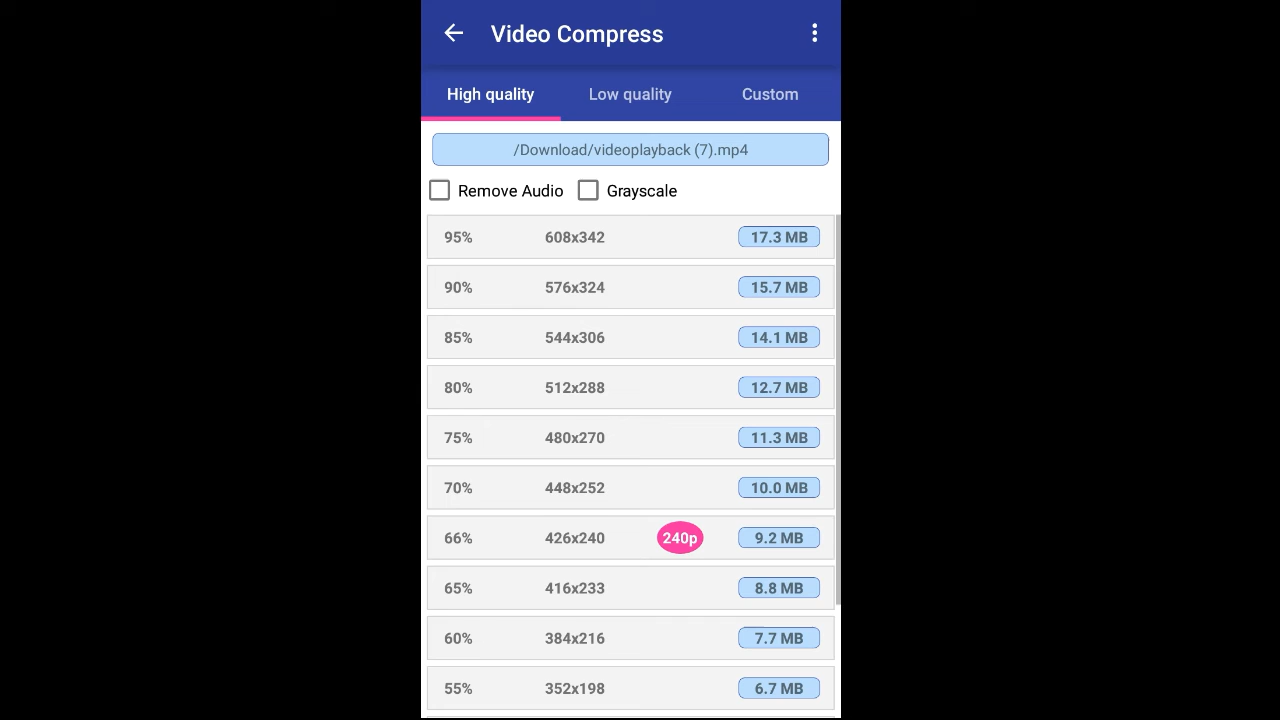 Video Compress
High quality Low quality Custom
/Download/videoplayback (7).mp4
Remove Audio Grayscale
95% 608x342 17.3 MB
90% 576x324 15.7 MB
85% 544x306 14.1 MB
80% 512x288 12.7 MB
75% 480x270 11.3 MB
70% 448x252 10.0 MB
66% 426x240 240p 9.2 MB
65% 416x233 8.8 MB
60% 384x216 7.7 MB
55% 352x198 6.7 MB